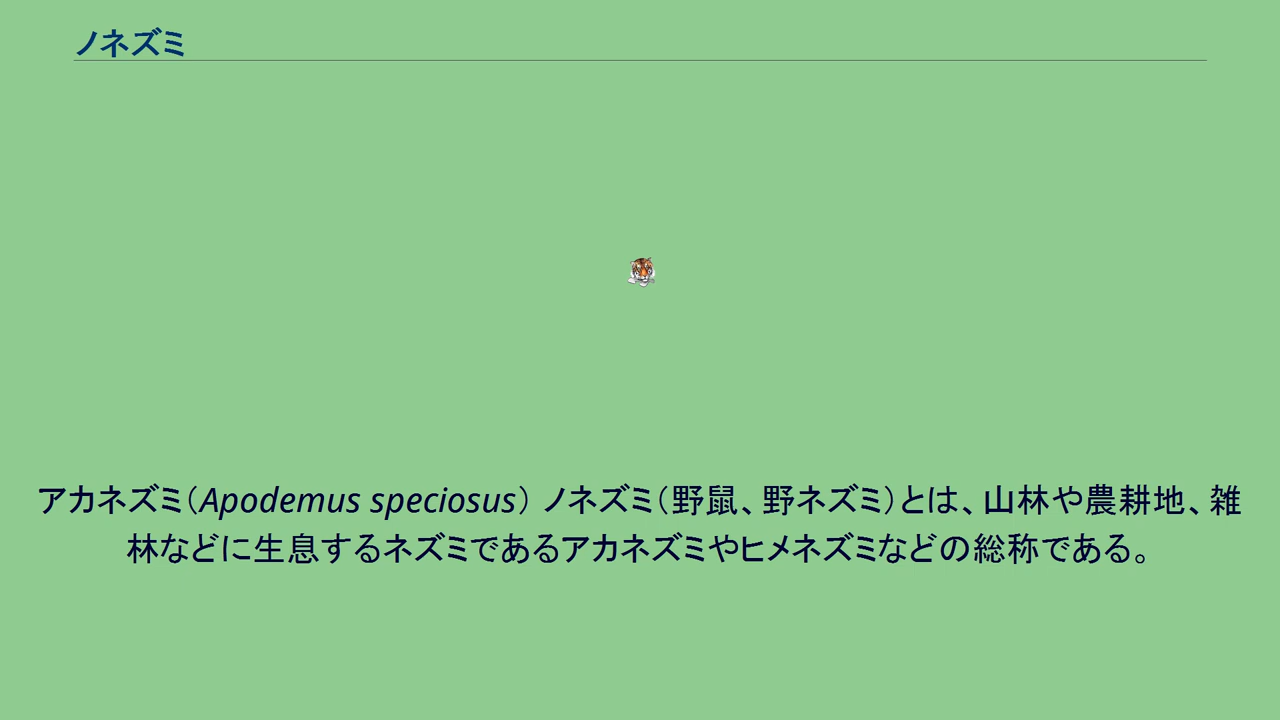 ノネズミ
アカネズミ（Apodemus speciosus） ノネズミ（野鼠、野ネズミ）とは、山林や農耕地、雑
林などに生息するネズミであるアカネズミやヒメネズミなどの総称である。